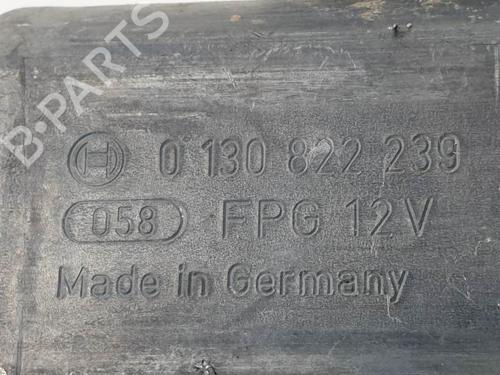 B-PARTS
0 130 822 239
058 FPG 12V
Made in Germany